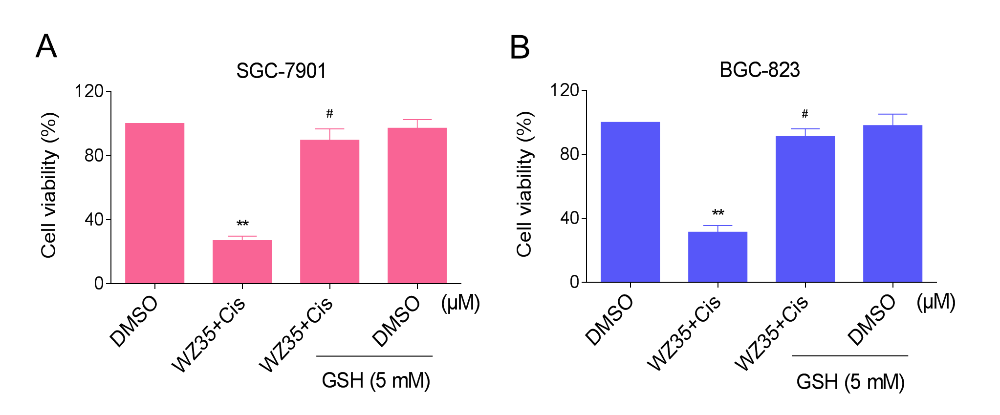 A
SGC-7901
Cell viability (%)
120
80
40
0
**
#
DMSO
WZ35+Cis
WZ35+Cis
DMSO
(µM)
GSH (5 mM)
B
BGC-823
Cell viability (%)
120
80
40
0
**
#
DMSO
WZ35+Cis
WZ35+Cis
DMSO
(µM)
GSH (5 mM)